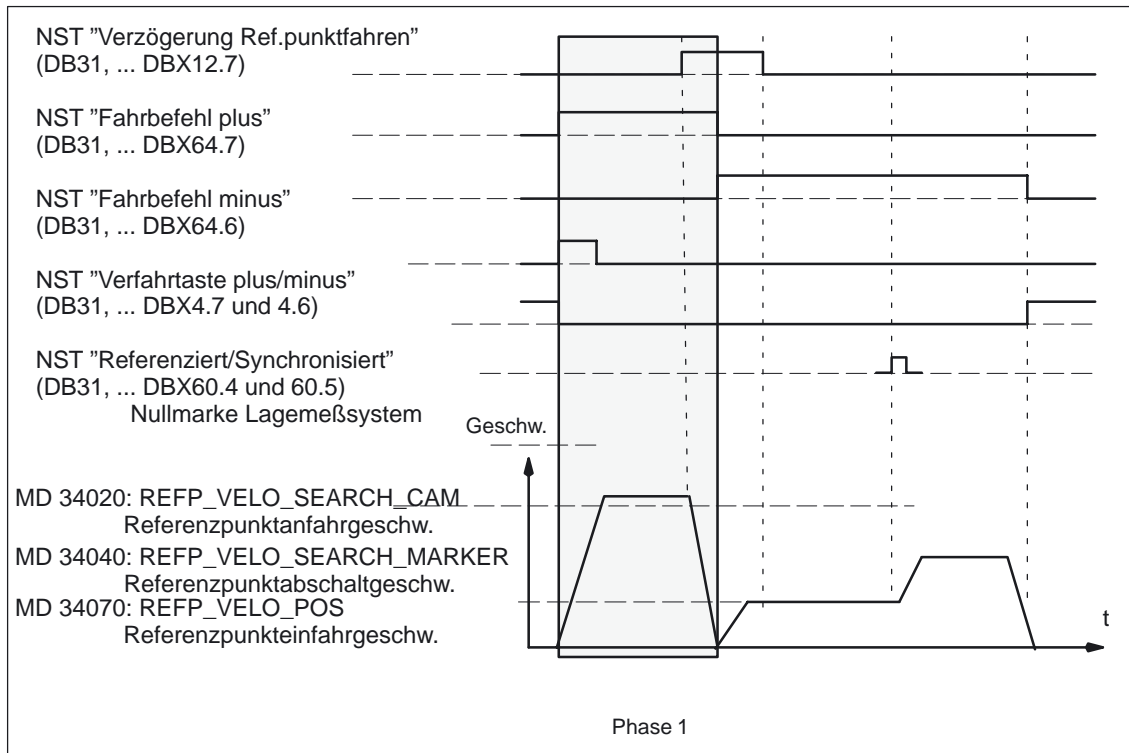 NST ”Verzögerung Ref.punktfahren”
(DB31, ... DBX12.7)
NST ”Fahrbefehl plus”
(DB31, ... DBX64.7)
NST ”Fahrbefehl minus”
(DB31, ... DBX64.6)
NST ”Verfahrtaste plus/minus”
(DB31, ... DBX4.7 und 4.6)
NST ”Referenziert/Synchronisiert”
(DB31, ... DBX60.4 und 60.5)
Nullmarke Lagemeßsystem
Geschw.
MD 34020: REFP_VELO_SEARCH_CAM
Referenzpunktanfahrgeschw.
MD 34040: REFP_VELO_SEARCH_MARKER
Referenzpunktabschaltgeschw.
MD 34070: REFP_VELO_POS
Referenzpunkteinfahrgeschw.
t
Phase 1